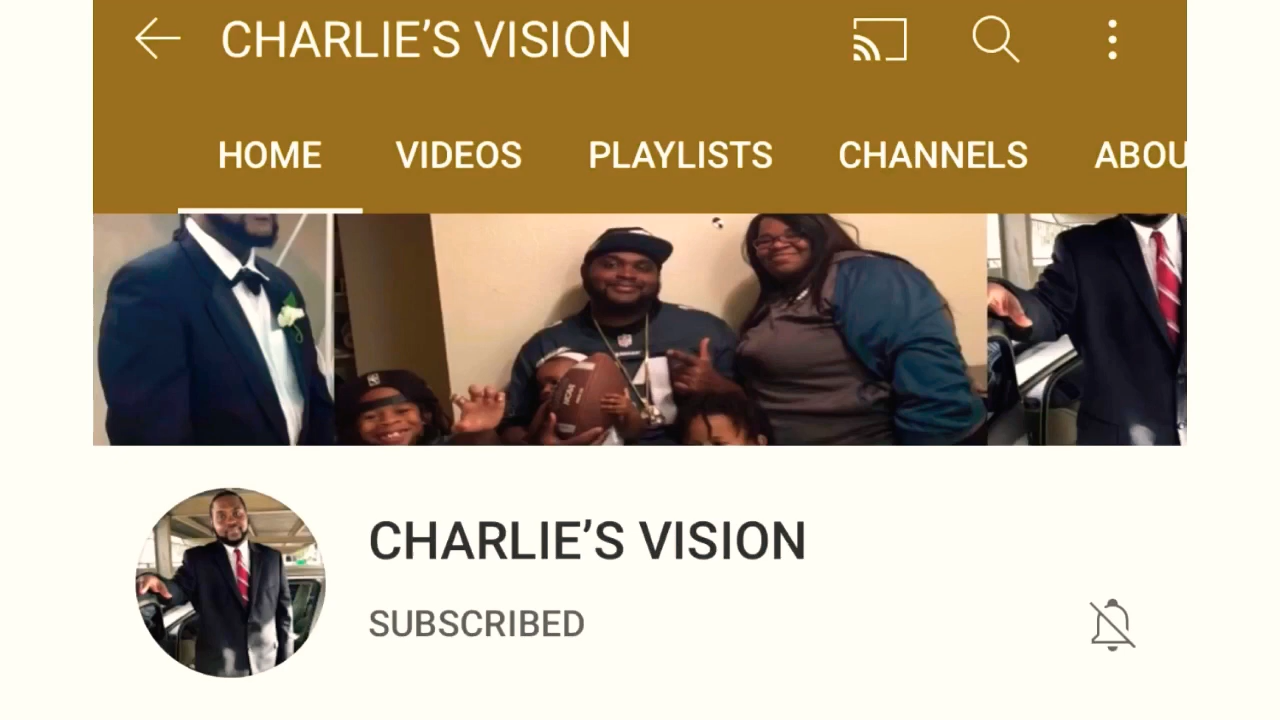 CHARLIE’S VISION
HOME VIDEOS PLAYLISTS CHANNELS ABOU
CHARLIE’S VISION
SUBSCRIBED